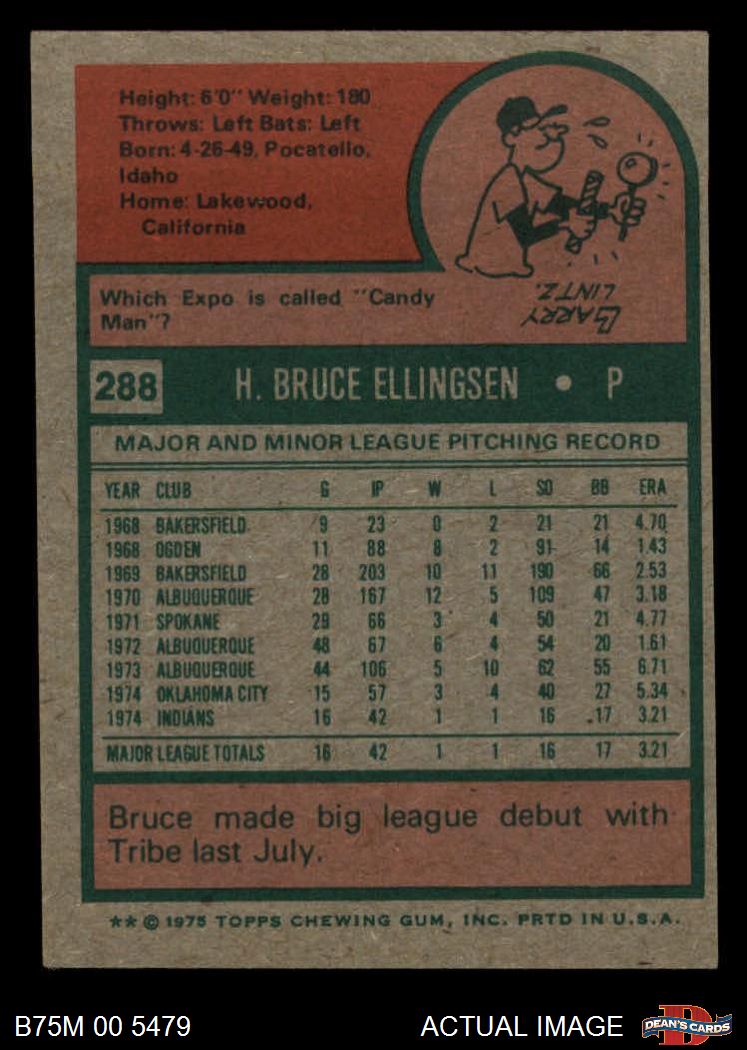 Height: 6'0" Weight: 180
Throws: Left Bats: Left
Born: 4-26-49, Pocatello,
Idaho
Home: Lakewood,
California
Which Expo is called "Candy
Man"?
LARRY
LINTZ.
288 H. BRUCE ELLINGSEN • P
MAJOR AND MINOR LEAGUE PITCHING RECORD
YEAR CLUB G IP W L SO BB ERA
1968 BAKERSFIELD 9 23 0 2 21 21 4.70
1968 OGDEN 11 88 8 2 91 14 1.43
1969 BAKERSFIELD 28 203 10 11 190 66 2.53
1970 ALBUQUERQUE 28 167 12 5 109 47 3.18
1971 SPOKANE 29 66 3 4 50 21 4.77
1972 ALBUQUERQUE 48 67 6 4 54 20 1.61
1973 ALBUQUERQUE 44 106 5 10 62 55 6.71
1974 OKLAHOMA CITY 15 57 3 4 40 27 5.34
1974 INDIANS 16 42 1 1 16 17 3.21
MAJOR LEAGUE TOTALS 16 42 1 1 16 17 3.21
Bruce made big league debut with
Tribe last July.
** © 1975 TOPPS CHEWING GUM, INC. PRTD IN U.S.A.
B75M 00 5479 ACTUAL IMAGE DEAN'S CARDS